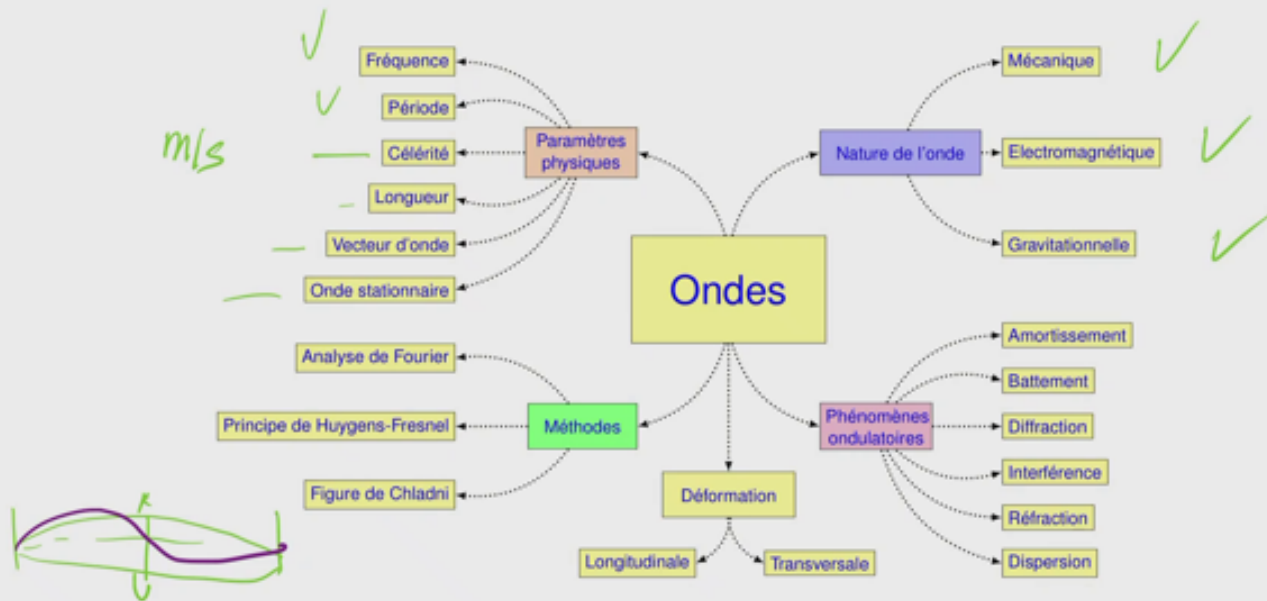 Fréquence
Période
m/s
Célérité
Longueur
Vecteur d'onde
Onde stationnaire
Paramètres
physiques
Nature de l'onde
Mécanique
Electromagnétique
Gravitationnelle
Ondes
Analyse de Fourier
Principe de Huygens-Fresnel
Figure de Chladni
Méthodes
Déformation
Longitudinale
Transversale
Phénomènes
ondulatoires
Amortissement
Battement
Diffraction
Interférence
Réfraction
Dispersion